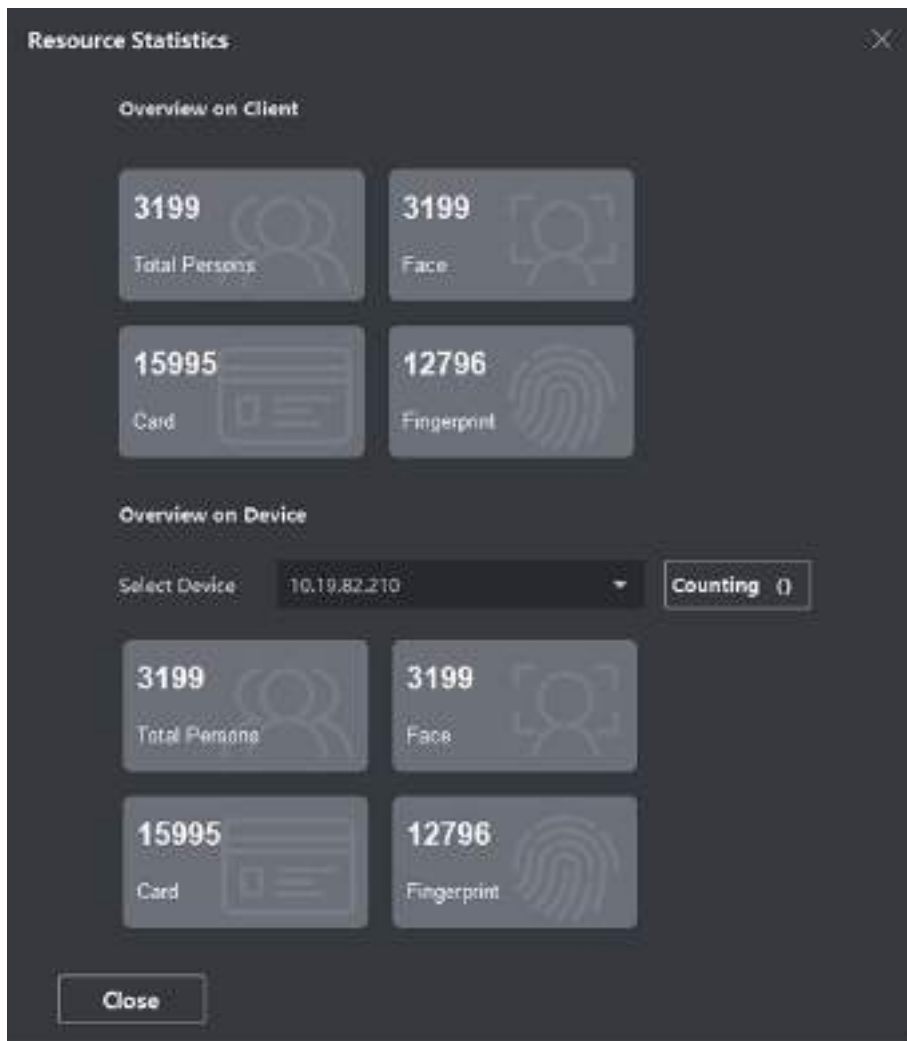 Resource Statistics
Overview on Client
3199
Total Persons
3199
Face
15995
Card
12796
Fingerprint
Overview on Device
Select Device 10.19.82.210 Counting ()
3199
Total Persons
3199
Face
15995
Card
12796
Fingerprint
Close